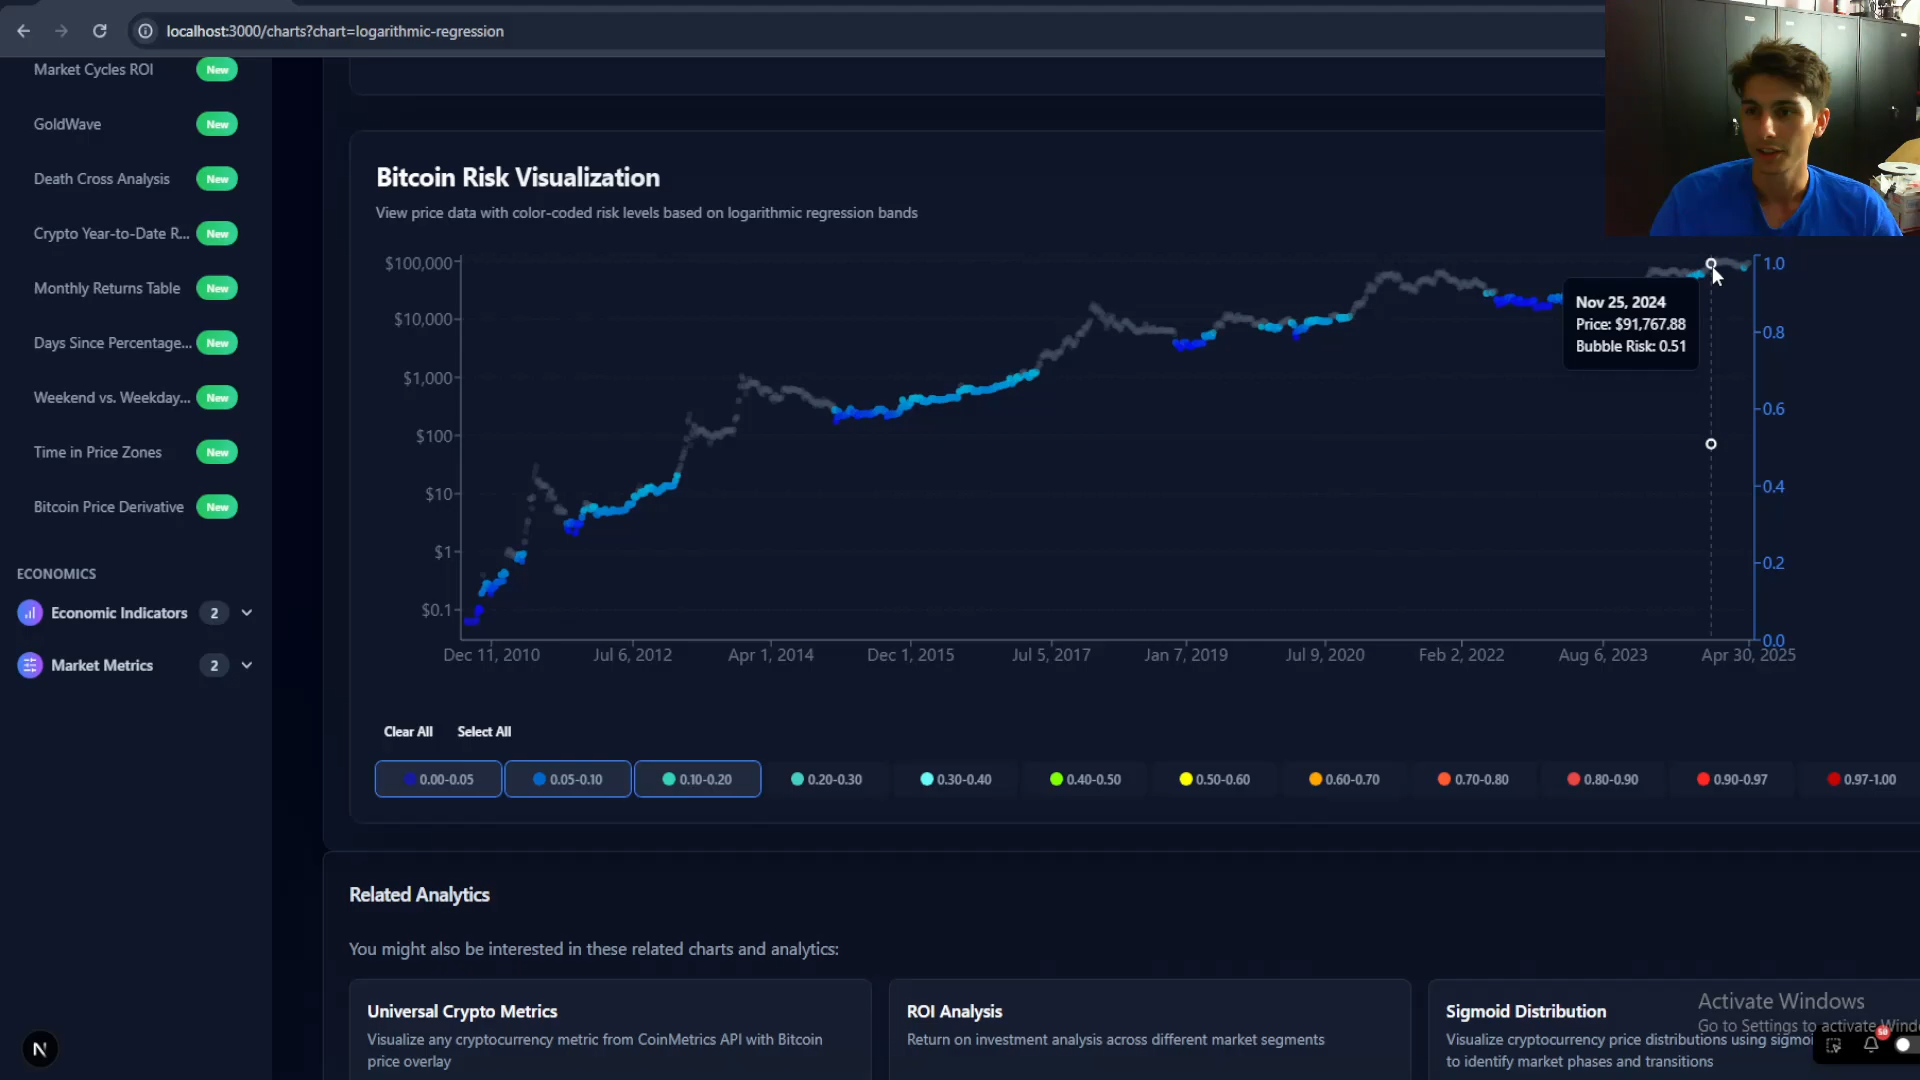 localhost:3000/charts?chart=logarithmic-regression
Market Cycles ROI New
GoldWave New
Death Cross Analysis New
Crypto Year-to-Date R... New
Monthly Returns Table New
Days Since Percentage... New
Weekend vs. Weekday... New
Time in Price Zones New
Bitcoin Price Derivative New
ECONOMICS
Economic Indicators 2
Market Metrics 2
N
Bitcoin Risk Visualization
View price data with color-coded risk levels based on logarithmic regression bands
$100,000
$10,000
$1,000
$100
$10
$1
$0.1
1.0
0.8
0.6
0.4
0.2
0.0
Nov 25, 2024
Price: $91,767.88
Bubble Risk: 0.51
Dec 11, 2010 Jul 6, 2012 Apr 1, 2014 Dec 1, 2015 Jul 5, 2017 Jan 7, 2019 Jul 9, 2020 Feb 2, 2022 Aug 6, 2023 Apr 30, 2025
Clear All Select All
0.00-0.05 0.05-0.10 0.10-0.20 0.20-0.30 0.30-0.40 0.40-0.50 0.50-0.60 0.60-0.70 0.70-0.80 0.80-0.90 0.90-0.97 0.97-1.00
Related Analytics
You might also be interested in these related charts and analytics:
Universal Crypto Metrics
Visualize any cryptocurrency metric from CoinMetrics API with Bitcoin
price overlay
ROI Analysis
Return on investment analysis across different market segments
Sigmoid Distribution
Visualize cryptocurrency price distributions using sigmoi
to identify market phases and transitions
Activate Windows
Go to Settings to activate Wind